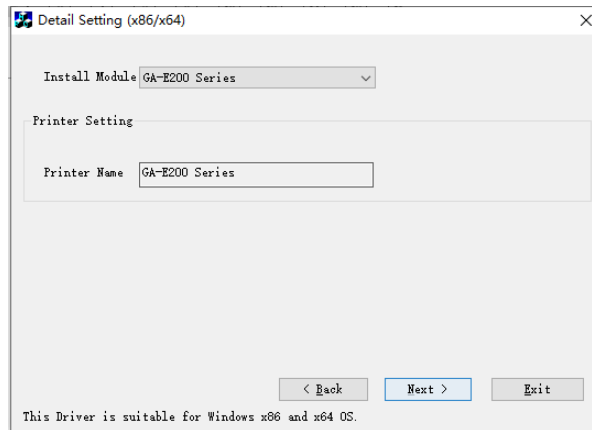 Detail Setting (x86/x64)
Install Module GA-E200 Series
Printer Setting
Printer Name GA-E200 Series
< Back Next > Exit
This Driver is suitable for Windows x86 and x64 OS.